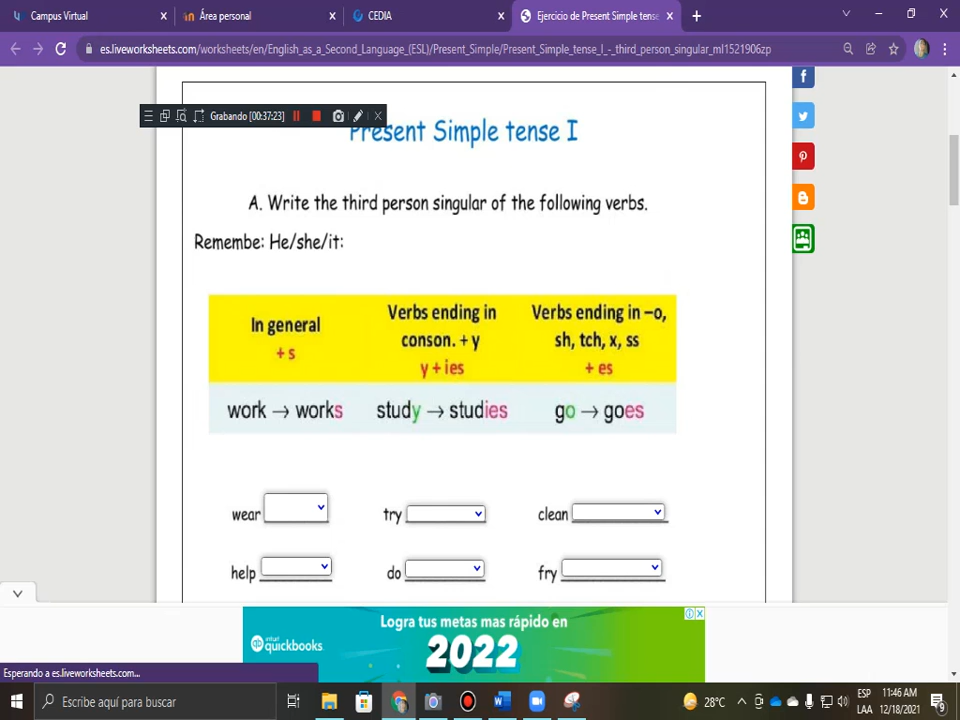 Campus Virtual
Área personal
CEDIA
Ejercicio de Present Simple tense
es.liveworksheets.com/worksheets/en/English_as_a_Second_Language_(ESL)/Present_Simple/Present_Simple_tense_I_-_third_person_singular_ml1521906zp
Grabando [00:37:23]
Present Simple tense I
A. Write the third person singular of the following verbs.
Remembe: He/she/it:
In general
+ s
Verbs ending in
conson. + y
y + ies
Verbs ending in –o,
sh, tch, x, ss
+ es
work → works
study → studies
go → goes
wear
try
clean
help
do
fry
Logra tus metas mas rápido en
2022
intuit
quickbooks
Esperando a es.liveworksheets.com...
Escribe aquí para buscar
28°C
ESP
LAA
11:46 AM
12/18/2021
9